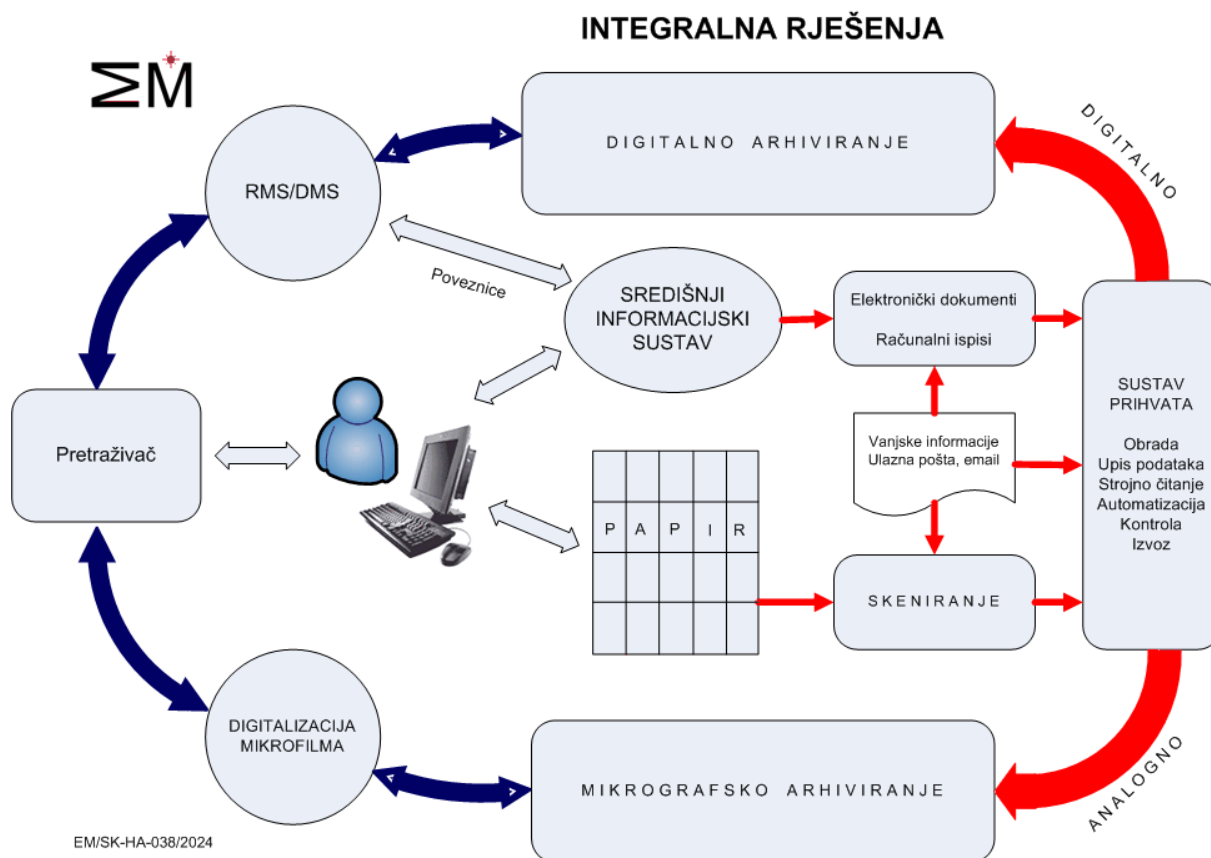 INTEGRALNA RJEŠENJA
ΣM
DIGITALNO ARHIVIRANJE
DIGITALNO
RMS/DMS
Poveznice
SREDIŠNJI
INFORMACIJSKI
SUSTAV
Elektronički dokumenti
Računalni ispisi
SUSTAV
PRIHVATA
Obrada
Upis podataka
Strojno čitanje
Automatizacija
Kontrola
Izvoz
Pretraživač
Vanjske informacije
Ulazna pošta, email
PAPIR
SKENIRANJE
DIGITALIZACIJA
MIKROFILMA
MIKROGRAFSKO ARHIVIRANJE
ANALOGNO
EM/SK-HA-038/2024